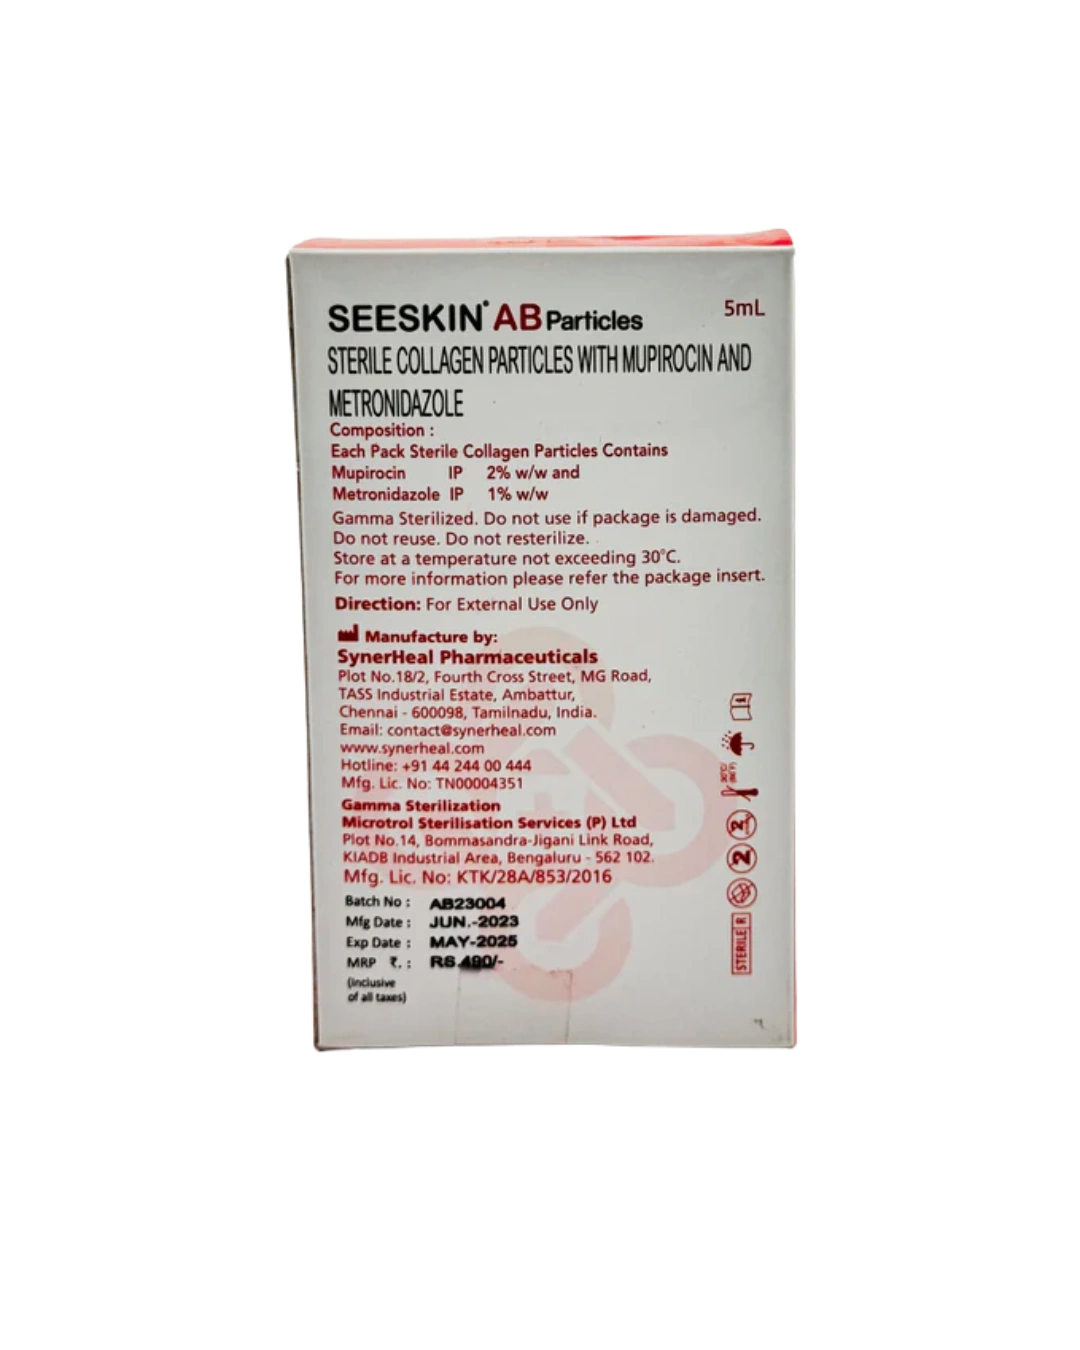 SEESKIN® AB Particles 5mL
STERILE COLLAGEN PARTICLES WITH MUPIROCIN AND
METRONIDAZOLE
Composition :
Each Pack Sterile Collagen Particles Contains
Mupirocin IP 2% w/w and
Metronidazole IP 1% w/w
Gamma Sterilized. Do not use if package is damaged.
Do not reuse. Do not resterilize.
Store at a temperature not exceeding 30°C.
For more information please refer the package insert.
Direction: For External Use Only
Manufacture by:
SynerHeal Pharmaceuticals
Plot No.18/2, Fourth Cross Street, MG Road,
TASS Industrial Estate, Ambattur,
Chennai - 600098, Tamilnadu, India.
Email: contact@synerheal.com
www.synerheal.com
Hotline: +91 44 244 00 444
Mfg. Lic. No: TN00004351
Gamma Sterilization
Microtrol Sterilisation Services (P) Ltd
Plot No.14, Bommasandra-Jigani Link Road,
KIADB Industrial Area, Bengaluru - 562 102.
Mfg. Lic. No: KTK/28A/853/2016
Batch No : AB23004
Mfg Date : JUN.-2023
Exp Date : MAY-2025
MRP ₹. : RS.490/-
(Inclusive
of all taxes)
2
2
STERILE R